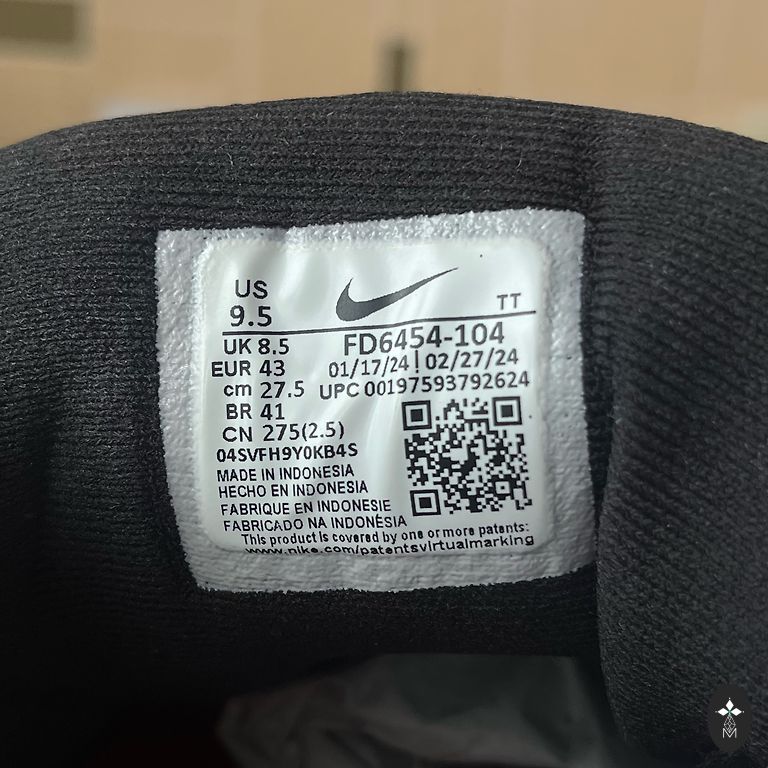 US
9.5
TT
UK 8.5
FD6454-104
EUR 43
01/17/24 | 02/27/24
cm 27.5
UPC 00197593792624
BR 41
CN 275(2.5)
04SVFH9Y0KB4S
MADE IN INDONESIA
HECHO EN INDONESIA
FABRIQUE EN INDONESIE
FABRICADO NA INDONÉSIA
This product is covered by one or more patents:
www.nike.com/patentsvirtualmarking
M